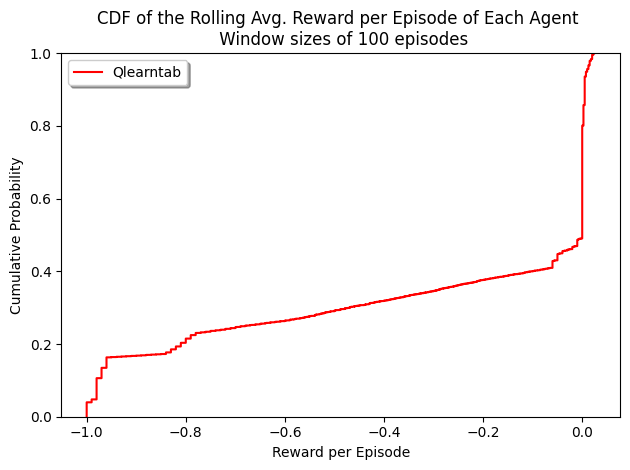 CDF of the Rolling Avg. Reward per Episode of Each Agent
Window sizes of 100 episodes
Qlearntab
Cumulative Probability
1.0
0.8
0.6
0.4
0.2
0.0
−1.0 −0.8 −0.6 −0.4 −0.2 0.0
Reward per Episode